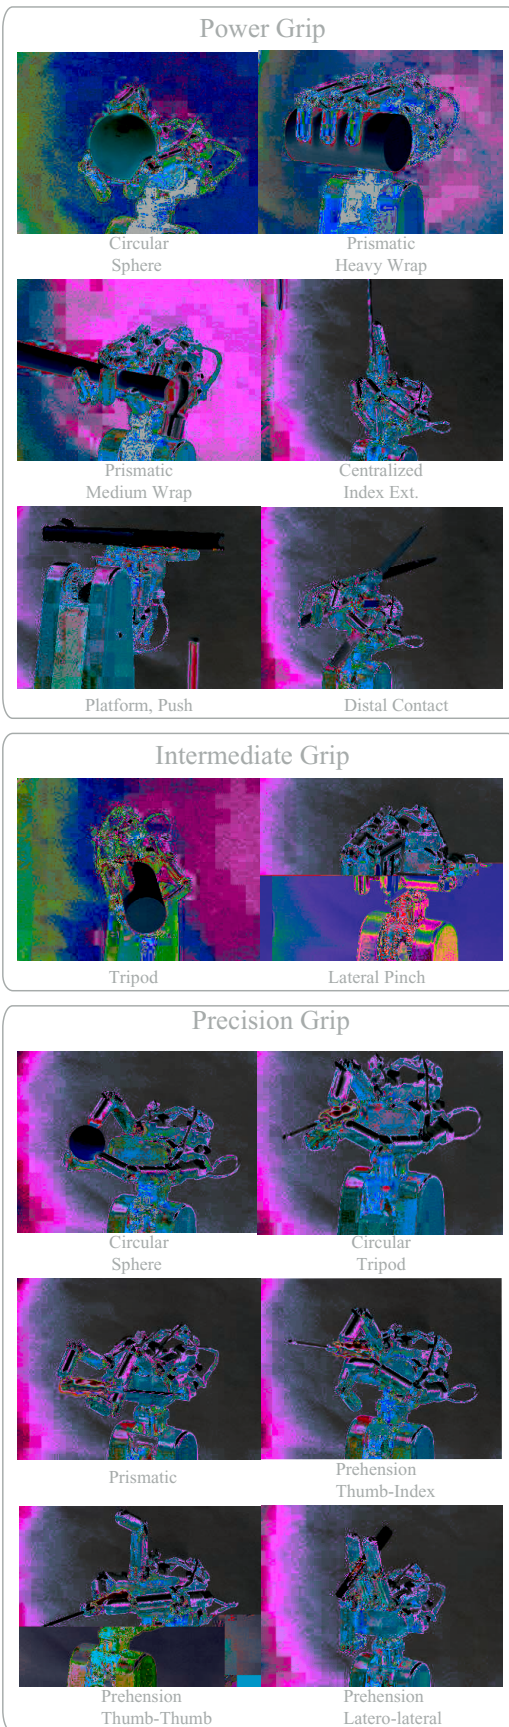 Power Grip
Circular
Sphere
Prismatic
Heavy Wrap
Prismatic
Medium Wrap
Centralized
Index Ext.
Platform, Push
Distal Contact
Intermediate Grip
Tripod
Lateral Pinch
Precision Grip
Circular
Sphere
Circular
Tripod
Prismatic
Prehension
Thumb-Index
Prehension
Thumb-Thumb
Prehension
Latero-lateral